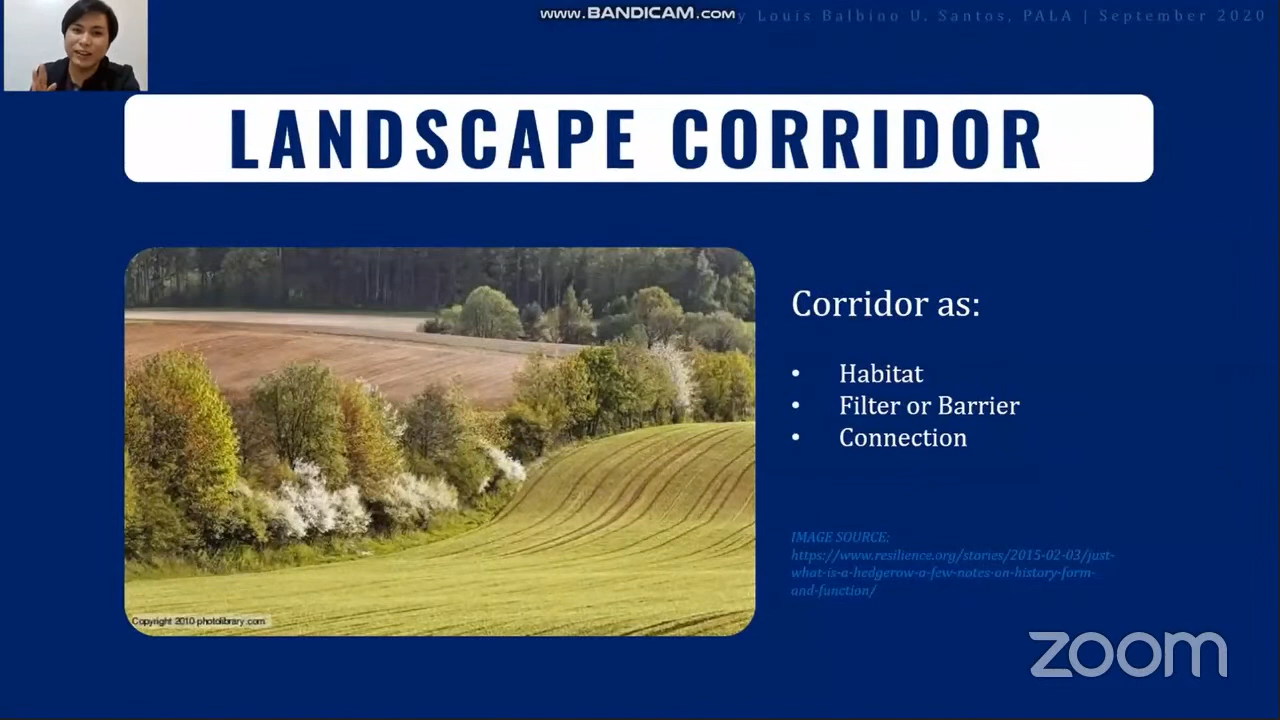 WWW.BANDICAM.COM
y Louis Balbino U. Santos, PALA | September 2020
LANDSCAPE CORRIDOR
Corridor as:
• Habitat
• Filter or Barrier
• Connection
IMAGE SOURCE:
https://www.resilience.org/stories/2015-02-03/just-
what-is-a-hedgerow-a-few-notes-on-history-form-
and-function/
Copyright 2010 photolibrary.com
zoom